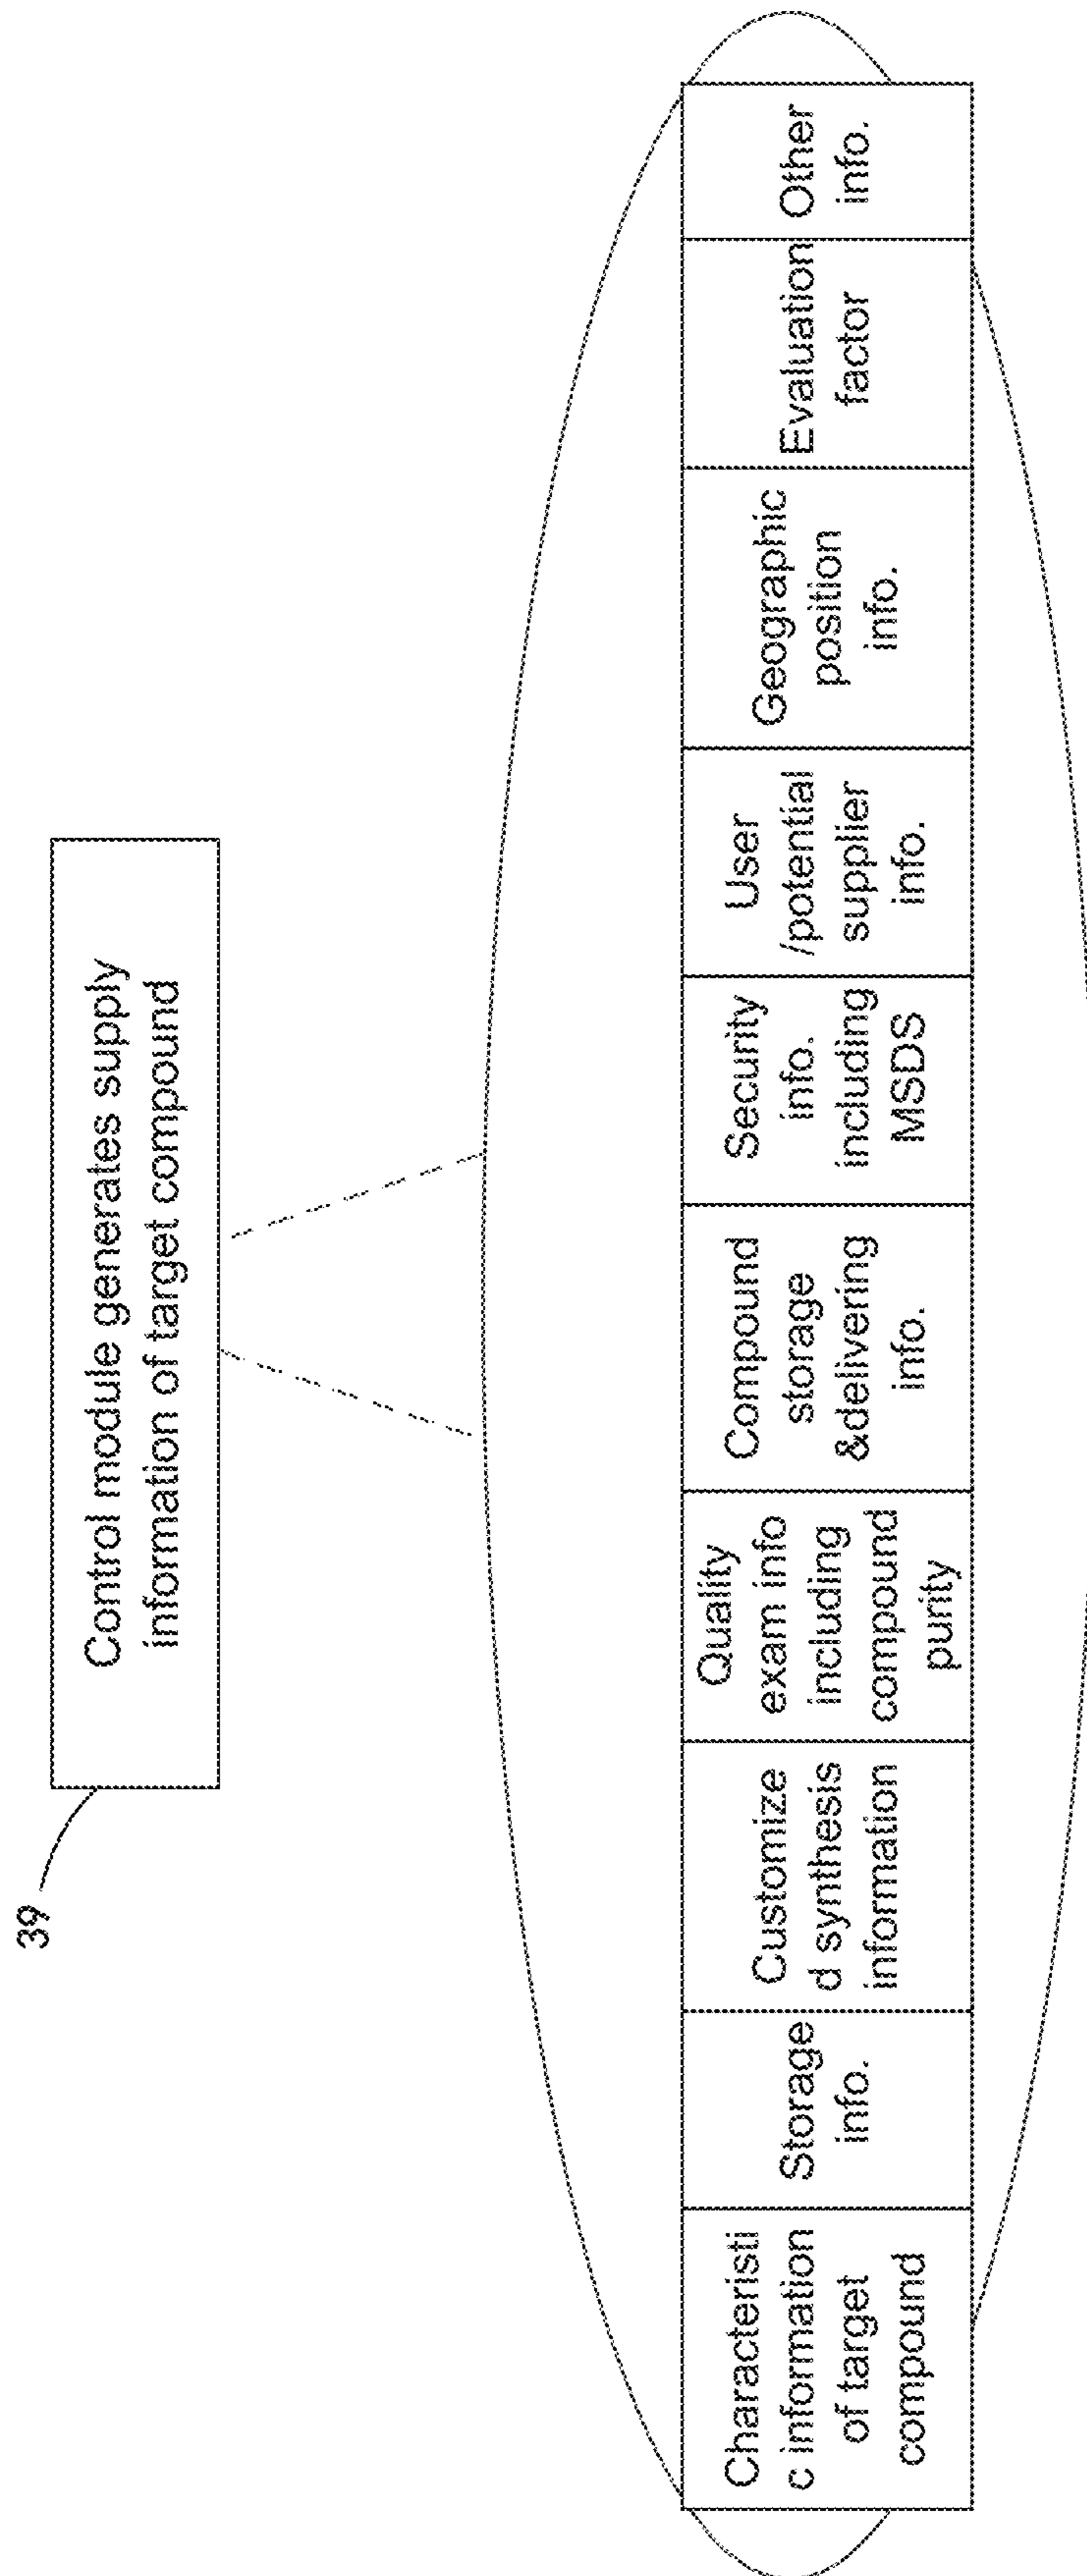 39
Control module generates supply
information of target compound
Characteristi
c information
of target
compound
Storage
info.
Customize
d synthesis
information
Quality
exam info
including
compound
purity
Compound
storage
&delivering
info.
Security
info.
including
MSDS
User
/potential
supplier
info.
Geographic
position
info.
Evaluation
factor
Other
info.